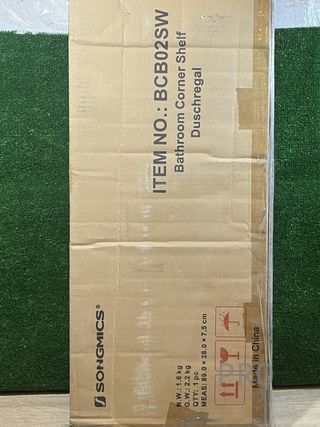 ITEM NO.: BCB02SW
Bathroom Corner Shelf
Duschregal
SONGMICS®
N.W.: 1.6 kg
G.W.: 2.2 kg
QTY: 1 pc
MEAS: 89.0 × 28.0 × 7.5 cm
Made in China